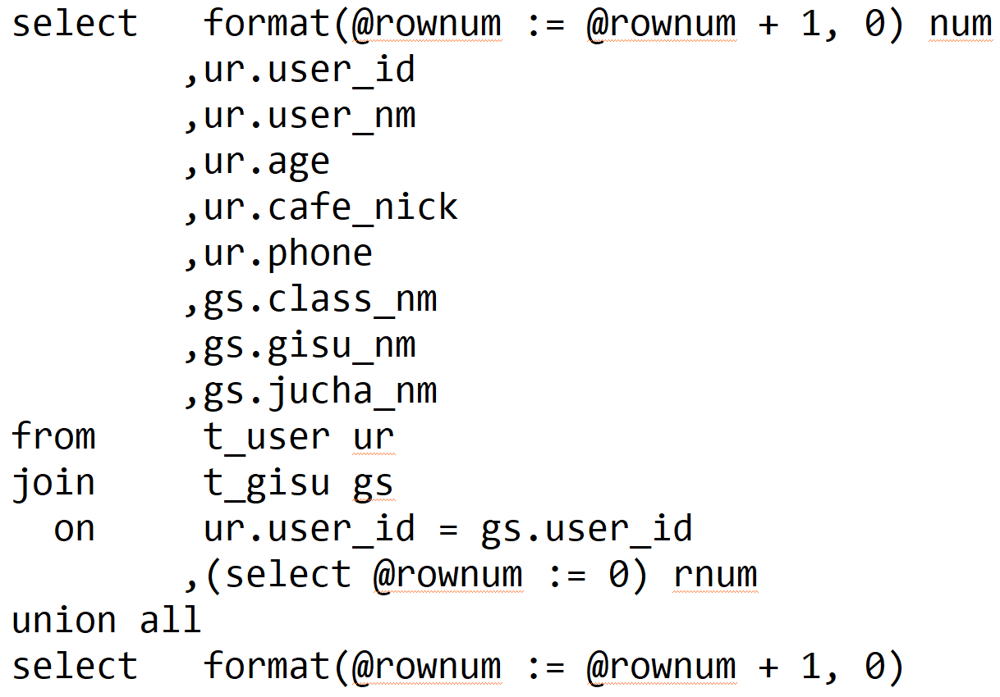 select   format(@rownum := @rownum + 1, 0) num
        ,ur.user_id
        ,ur.user_nm
        ,ur.age
        ,ur.cafe_nick
        ,ur.phone
        ,gs.class_nm
        ,gs.gisu_nm
        ,gs.jucha_nm
from     t_user ur
join     t_gisu gs
  on     ur.user_id = gs.user_id
        ,(select @rownum := 0) rnum
union all
select   format(@rownum := @rownum + 1, 0)